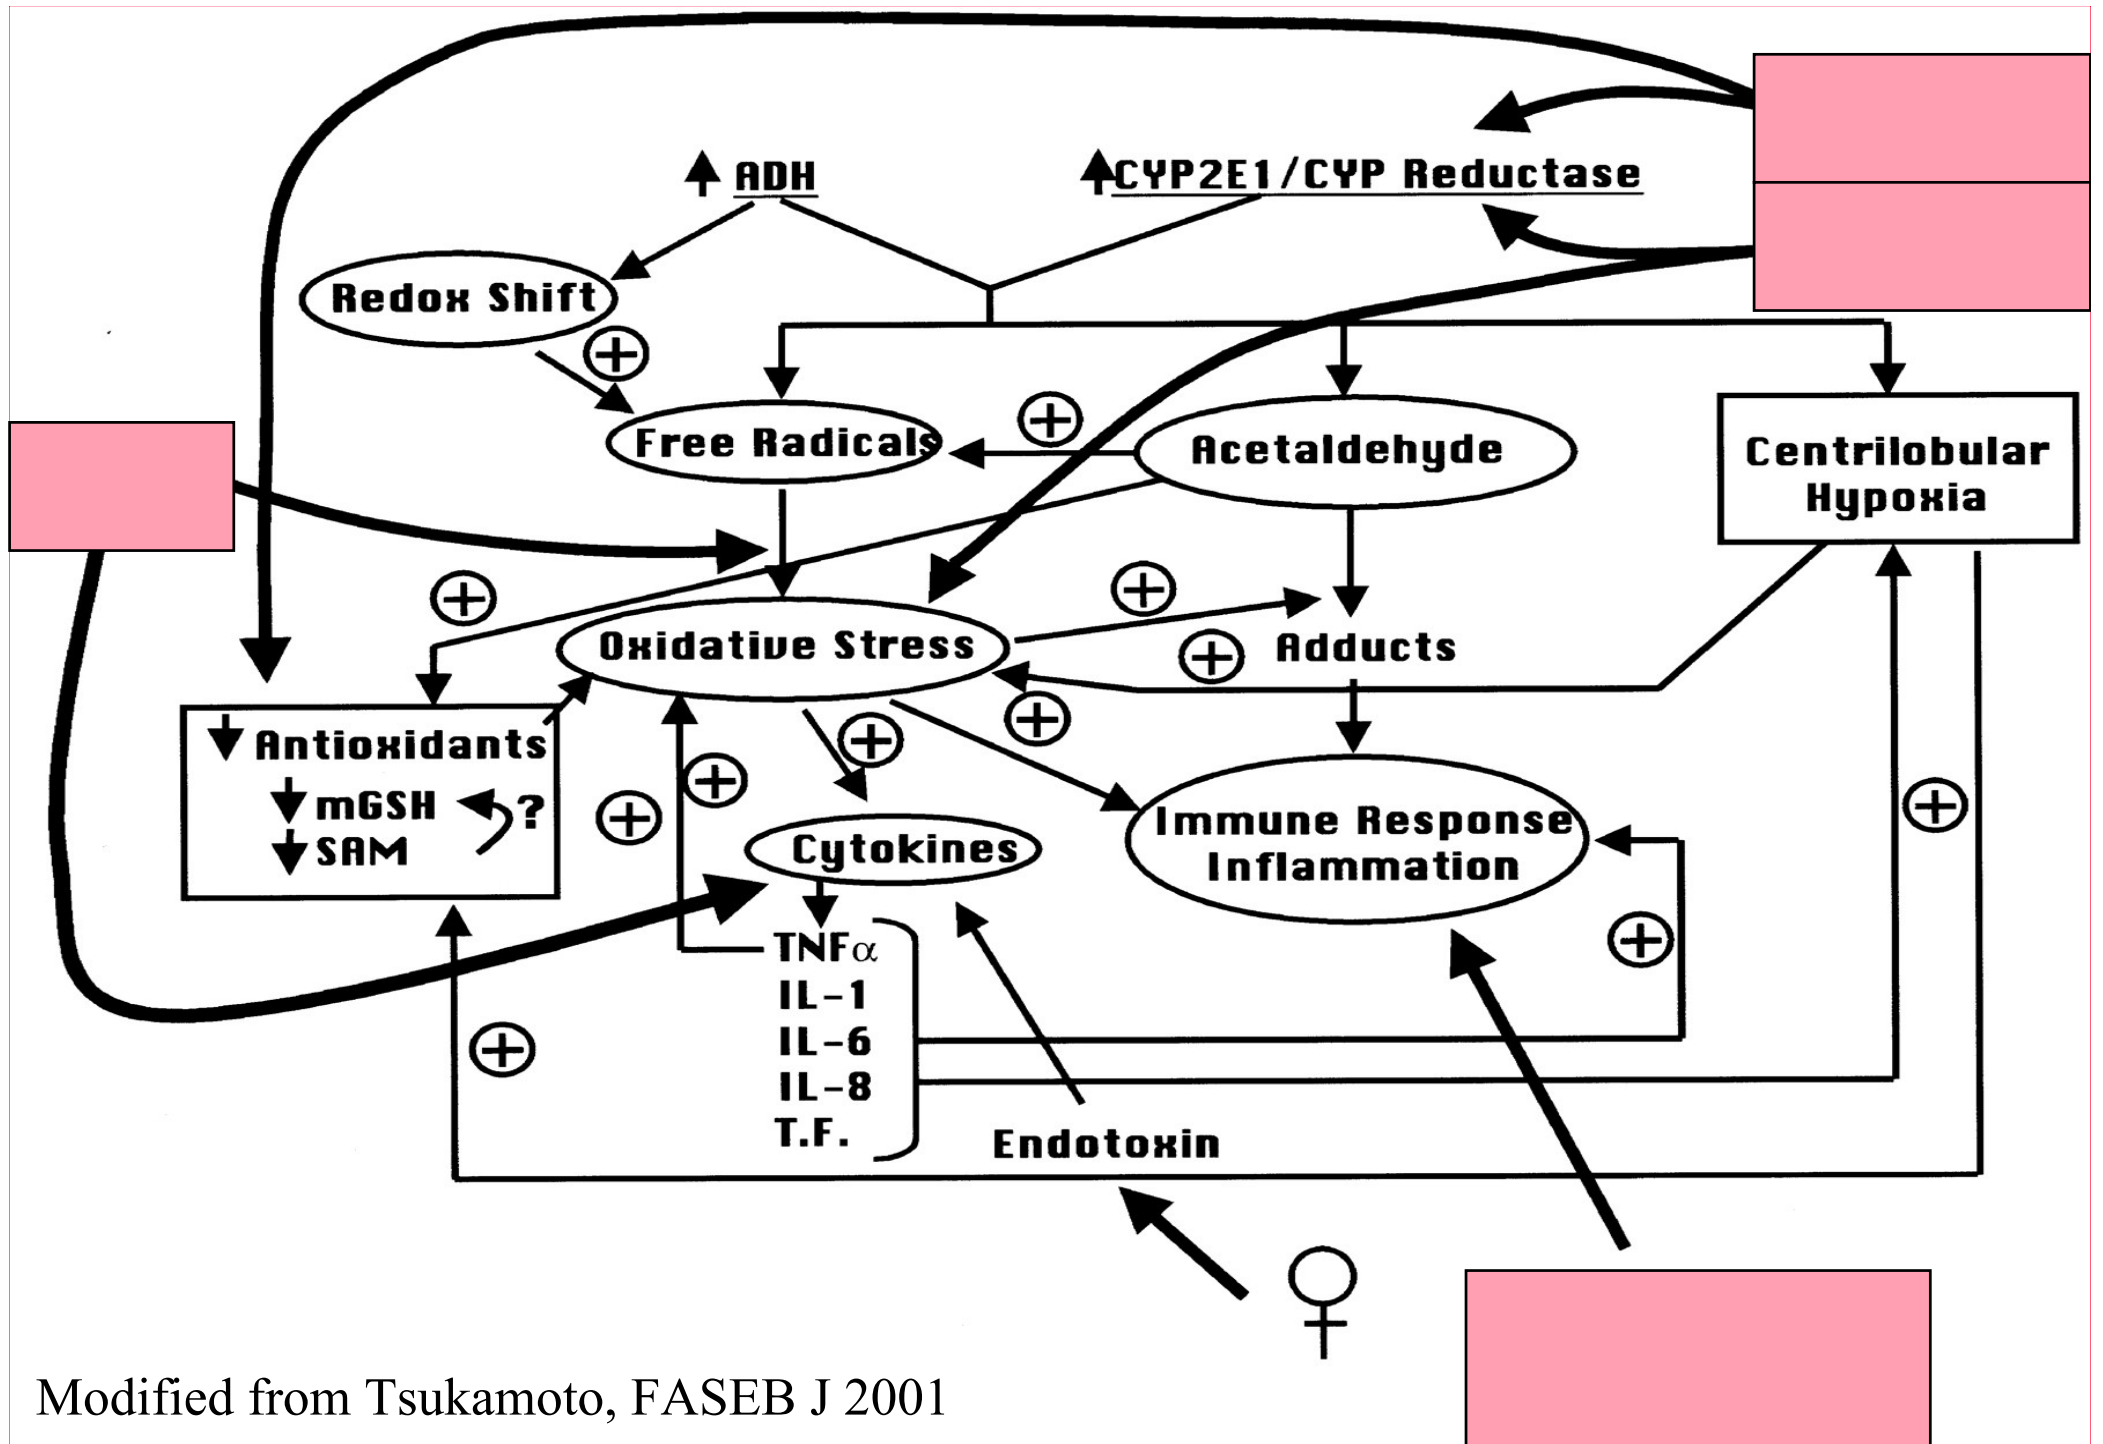 ADH
CYP2E1/CYP Reductase
Redox Shift
+
Free Radicals
+
Acetaldehyde
Centrilobular
Hypoxia
+
+
Oxidative Stress
+
Adducts
+
Antioxidants
mGSH
?
SAM
+
+
+
Cytokines
Immune Response
Inflammation
+
TNFα
IL-1
IL-6
IL-8
T.F.
+
+
Endotoxin
♀
Modified from Tsukamoto, FASEB J 2001